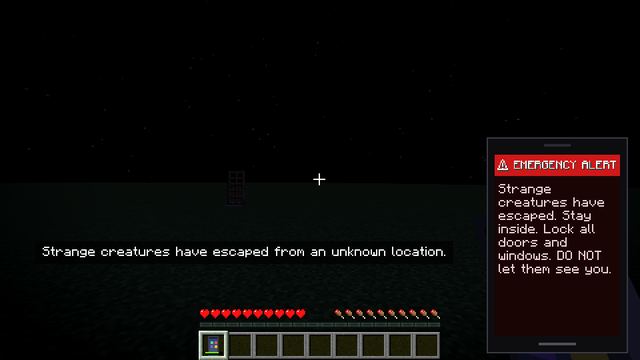 Strange creatures have escaped from an unknown location.
⚠ EMERGENCY ALERT
Strange
creatures have
escaped. Stay
inside. Lock all
doors and
windows. DO NOT
let them see you.